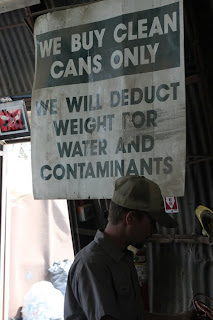 WE BUY CLEAN
CANS ONLY
WE WILL DEDUCT
WEIGHT FOR
WATER AND
CONTAMINANTS